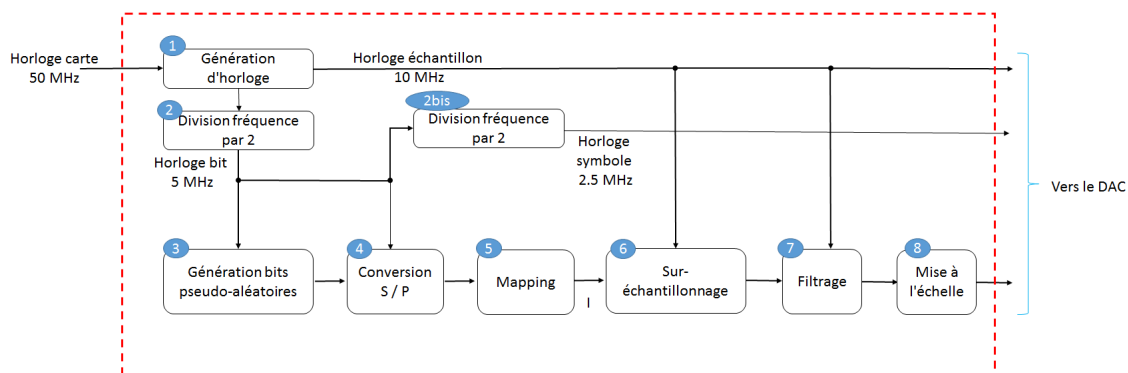 1
Génération
d'horloge
Horloge carte
50 MHz
Horloge échantillon
10 MHz
2
Division fréquence
par 2
2bis
Division fréquence
par 2
Horloge bit
5 MHz
Horloge
symbole
2.5 MHz
Vers le DAC
3
Génération bits
pseudo-aléatoires
4
Conversion
S / P
5
Mapping
I
6
Sur-
échantillonnage
7
Filtrage
8
Mise à
l'échelle